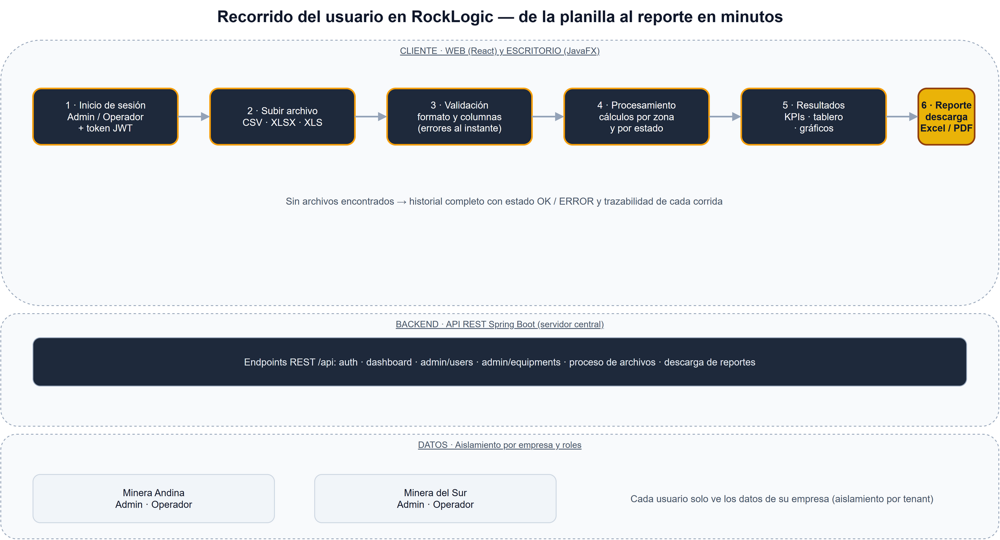 Recorrido del usuario en RockLogic — de la planilla al reporte en minutos
CLIENTE · WEB (React) y ESCRITORIO (JavaFX)
1 · Inicio de sesión
Admin / Operador
+ token JWT
2 · Subir archivo
CSV · XLSX · XLS
3 · Validación
formato y columnas
(errores al instante)
4 · Procesamiento
cálculos por zona
y por estado
5 · Resultados
KPIs · tablero
· gráficos
6 · Reporte
descarga
Excel / PDF
Sin archivos encontrados → historial completo con estado OK / ERROR y trazabilidad de cada corrida
BACKEND · API REST Spring Boot (servidor central)
Endpoints REST /api: auth · dashboard · admin/users · admin/equipments · proceso de archivos · descarga de reportes
DATOS · Aislamiento por empresa y roles
Minera Andina
Admin · Operador
Minera del Sur
Admin · Operador
Cada usuario solo ve los datos de su empresa (aislamiento por tenant)